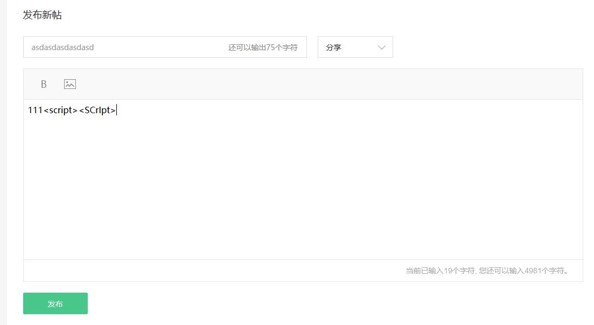 发布新帖
asdasdasdasdasd 还可以输出75个字符 分享
B
111<script><SCrIpt>
当前已输入19个字符, 您还可以输入4981个字符。
发布